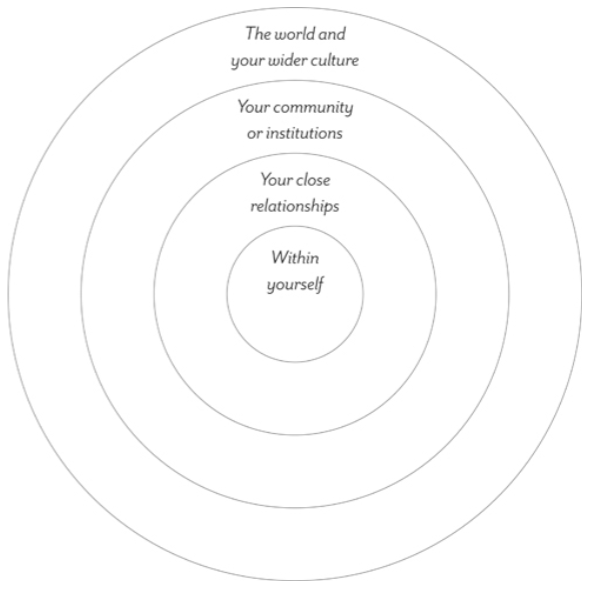 The world and
your wider culture
Your community
or institutions
Your close
relationships
Within
yourself